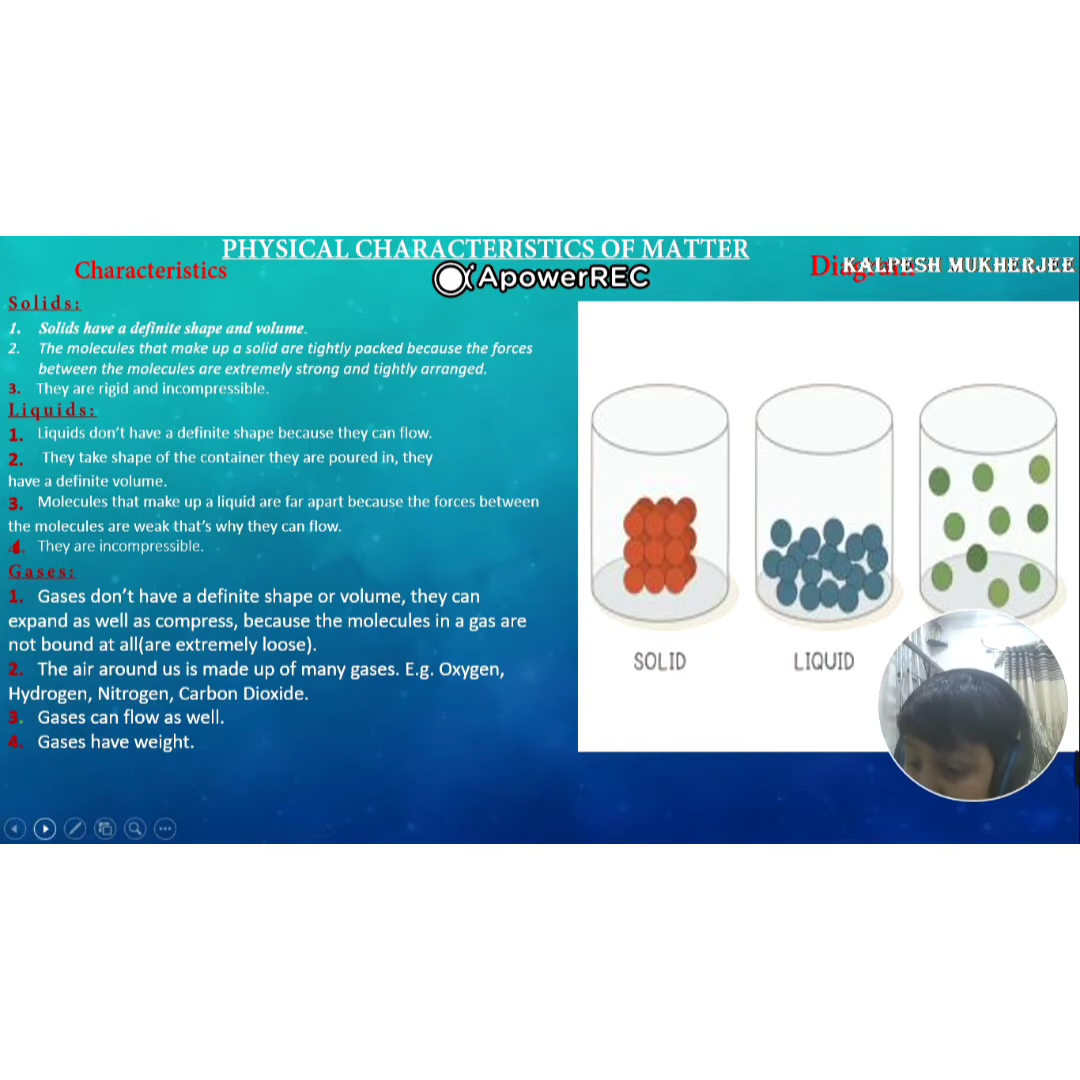 PHYSICAL CHARACTERISTICS OF MATTER
Characteristics
ApowerREC
KALPESH MUKHERJEE
Solids:
1. Solids have a definite shape and volume.
2. The molecules that make up a solid are tightly packed because the forces
between the molecules are extremely strong and tightly arranged.
3. They are rigid and incompressible.
Liquids:
1. Liquids don't have a definite shape because they can flow.
2. They take shape of the container they are poured in, they
have a definite volume.
3. Molecules that make up a liquid are far apart because the forces between
the molecules are weak that's why they can flow.
4. They are incompressible.
Gases:
1. Gases don't have a definite shape or volume, they can
expand as well as compress, because the molecules in a gas are
not bound at all(are extremely loose).
2. The air around us is made up of many gases. E.g. Oxygen,
Hydrogen, Nitrogen, Carbon Dioxide.
3. Gases can flow as well.
4. Gases have weight.
SOLID
LIQUID